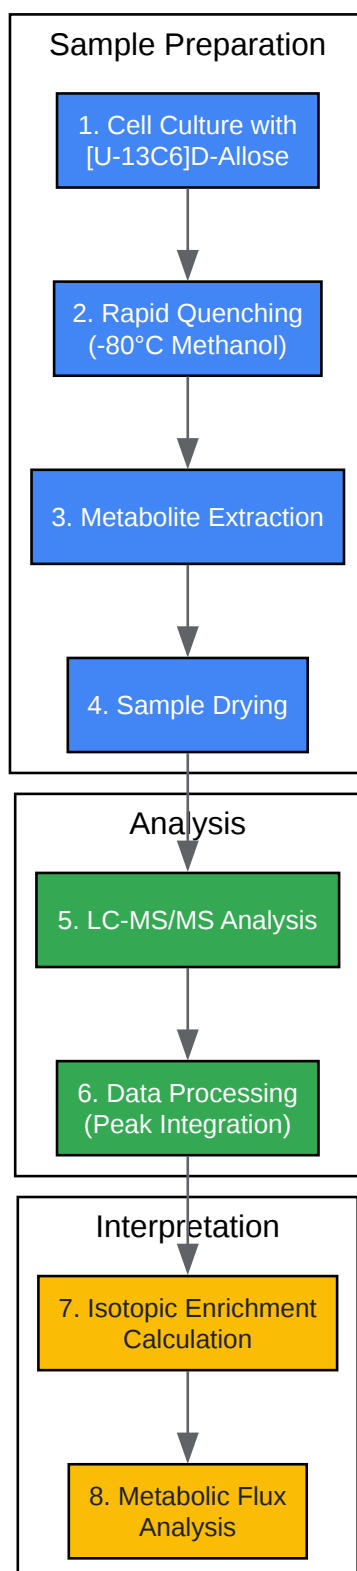 Sample Preparation
1. Cell Culture with
[U-13C6]D-Allose
2. Rapid Quenching
(-80°C Methanol)
3. Metabolite Extraction
4. Sample Drying
Analysis
5. LC-MS/MS Analysis
6. Data Processing
(Peak Integration)
Interpretation
7. Isotopic Enrichment
Calculation
8. Metabolic Flux
Analysis